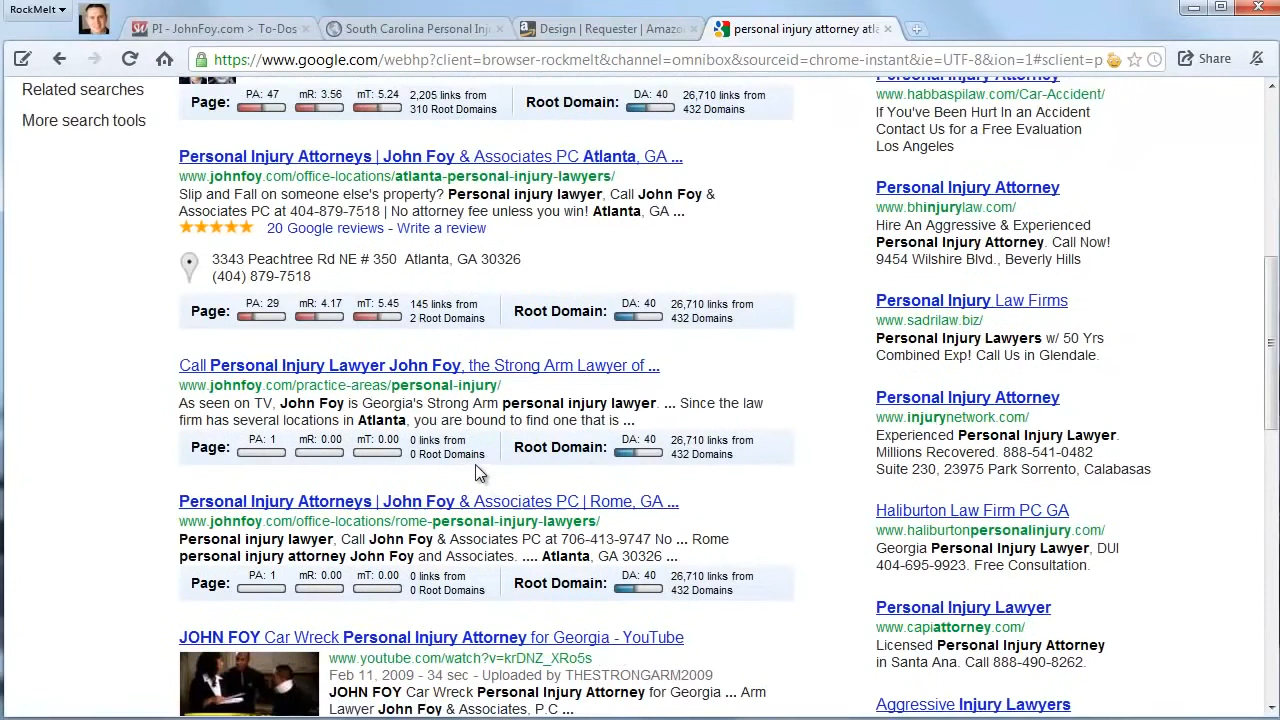 RockMelt
PI - JohnFoy.com > To-Dos
South Carolina Personal Inj
Design | Requester | Amazo
personal injury attorney atl
https://www.google.com/webhp?client=browser-rockmelt&channel=omnibox&sourceid=chrome-instant&ie=UTF-8&ion=1#sclient=p
Share
Related searches
More search tools
Page:
PA: 47
mR: 3.56
mT: 5.24
2,205 links from
310 Root Domains
Root Domain:
DA: 40
26,710 links from
432 Domains
Personal Injury Attorneys | John Foy & Associates PC Atlanta, GA ...
www.johnfoy.com/office-locations/atlanta-personal-injury-lawyers/
Slip and Fall on someone else's property? Personal injury lawyer, Call John Foy &
Associates PC at 404-879-7518 | No attorney fee unless you win! Atlanta, GA ...
20 Google reviews - Write a review
3343 Peachtree Rd NE # 350 Atlanta, GA 30326
(404) 879-7518
Page:
PA: 29
mR: 4.17
mT: 5.45
145 links from
2 Root Domains
Root Domain:
DA: 40
26,710 links from
432 Domains
Call Personal Injury Lawyer John Foy, the Strong Arm Lawyer of ...
www.johnfoy.com/practice-areas/personal-injury/
As seen on TV, John Foy is Georgia's Strong Arm personal injury lawyer. ... Since the law
firm has several locations in Atlanta, you are bound to find one that is ...
Page:
PA: 1
mR: 0.00
mT: 0.00
0 links from
0 Root Domains
Root Domain:
DA: 40
26,710 links from
432 Domains
Personal Injury Attorneys | John Foy & Associates PC | Rome, GA ...
www.johnfoy.com/office-locations/rome-personal-injury-lawyers/
Personal injury lawyer, Call John Foy & Associates PC at 706-413-9747 No ... Rome
personal injury attorney John Foy and Associates. .... Atlanta, GA 30326 ...
Page:
PA: 1
mR: 0.00
mT: 0.00
0 links from
0 Root Domains
Root Domain:
DA: 40
26,710 links from
432 Domains
JOHN FOY Car Wreck Personal Injury Attorney for Georgia - YouTube
www.youtube.com/watch?v=krDNZ_XRo5s
Feb 11, 2009 - 34 sec - Uploaded by THESTRONGARM2009
JOHN FOY Car Wreck Personal Injury Attorney for Georgia ... Arm
Lawyer John Foy & Associates, P.C ...
Personal Injury Attorney
www.habbaspilaw.com/Car-Accident/
If You've Been Hurt In an Accident
Contact Us for a Free Evaluation
Los Angeles
Personal Injury Attorney
www.bhinjurylaw.com/
Hire An Aggressive & Experienced
Personal Injury Attorney. Call Now!
9454 Wilshire Blvd., Beverly Hills
Personal Injury Law Firms
www.sadrilaw.biz/
Personal Injury Lawyers w/ 50 Yrs
Combined Exp! Call Us in Glendale.
Personal Injury Attorney
www.injurynetwork.com/
Experienced Personal Injury Lawyer.
Millions Recovered. 888-541-0482
Suite 230, 23975 Park Sorrento, Calabasas
Haliburton Law Firm PC GA
www.haliburtonpersonalinjury.com/
Georgia Personal Injury Lawyer, DUI
404-695-9923. Free Consultation.
Personal Injury Lawyer
www.capiattorney.com/
Licensed Personal Injury Attorney
in Santa Ana. Call 888-490-8262.
Aggressive Injury Lawyers